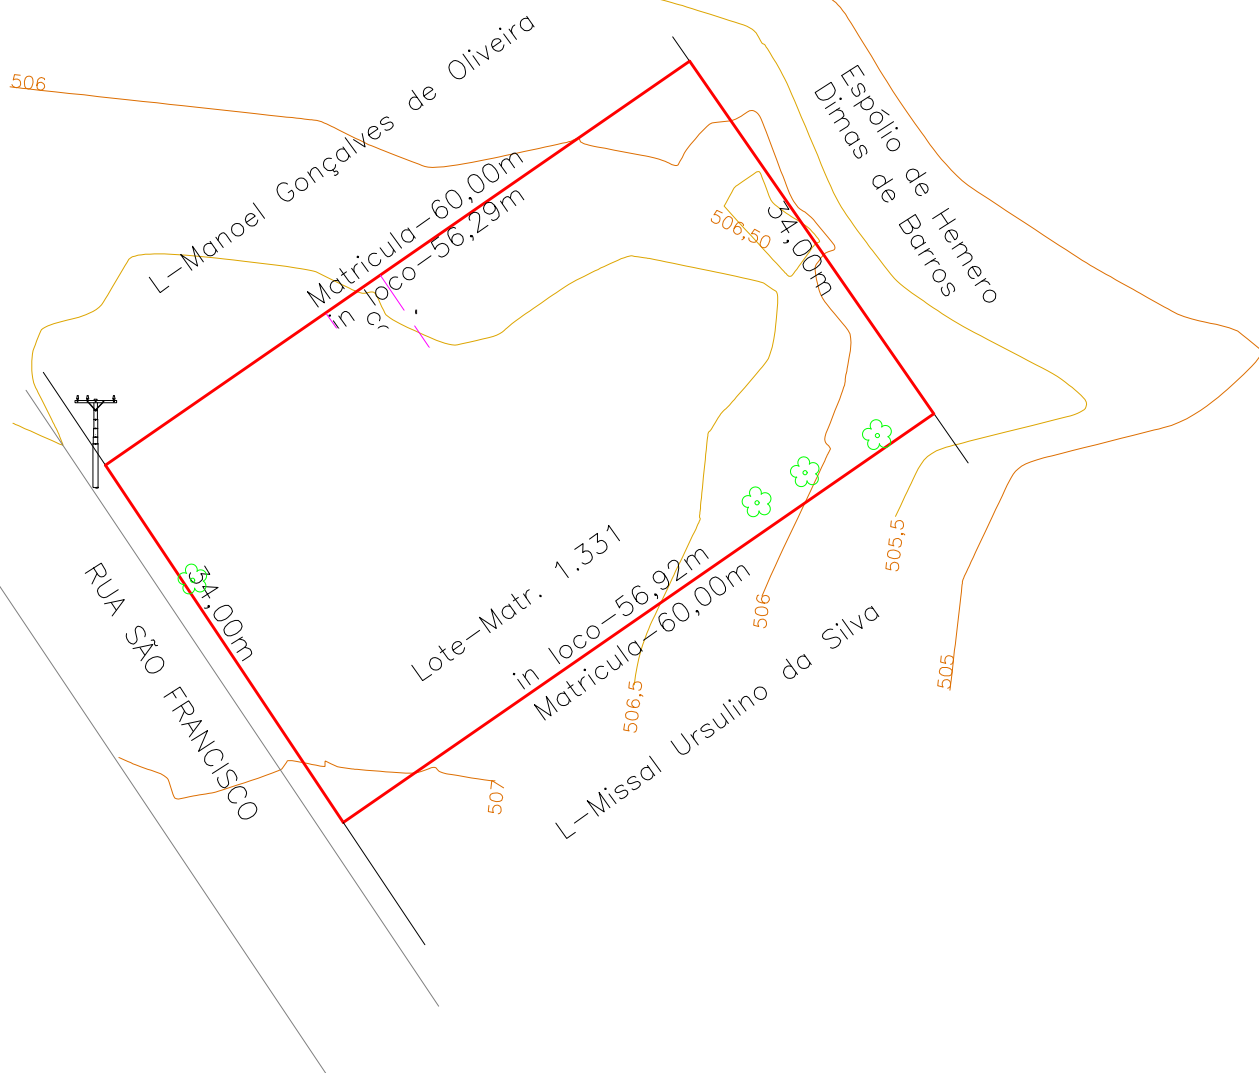 506
L-Manoel Gonçalves de Oliveira
Matricula-60,00m
in loco-56,29m
Espólio de Hemero
Dimas de Barros
506,50
34,00m
34,00m
RUA SÃO FRANCISCO
Lote-Matr. 1.331
in loco-56,92m
Matricula-60,00m
L-Missal Ursulino da Silva
505,5
506
505
506,5
507